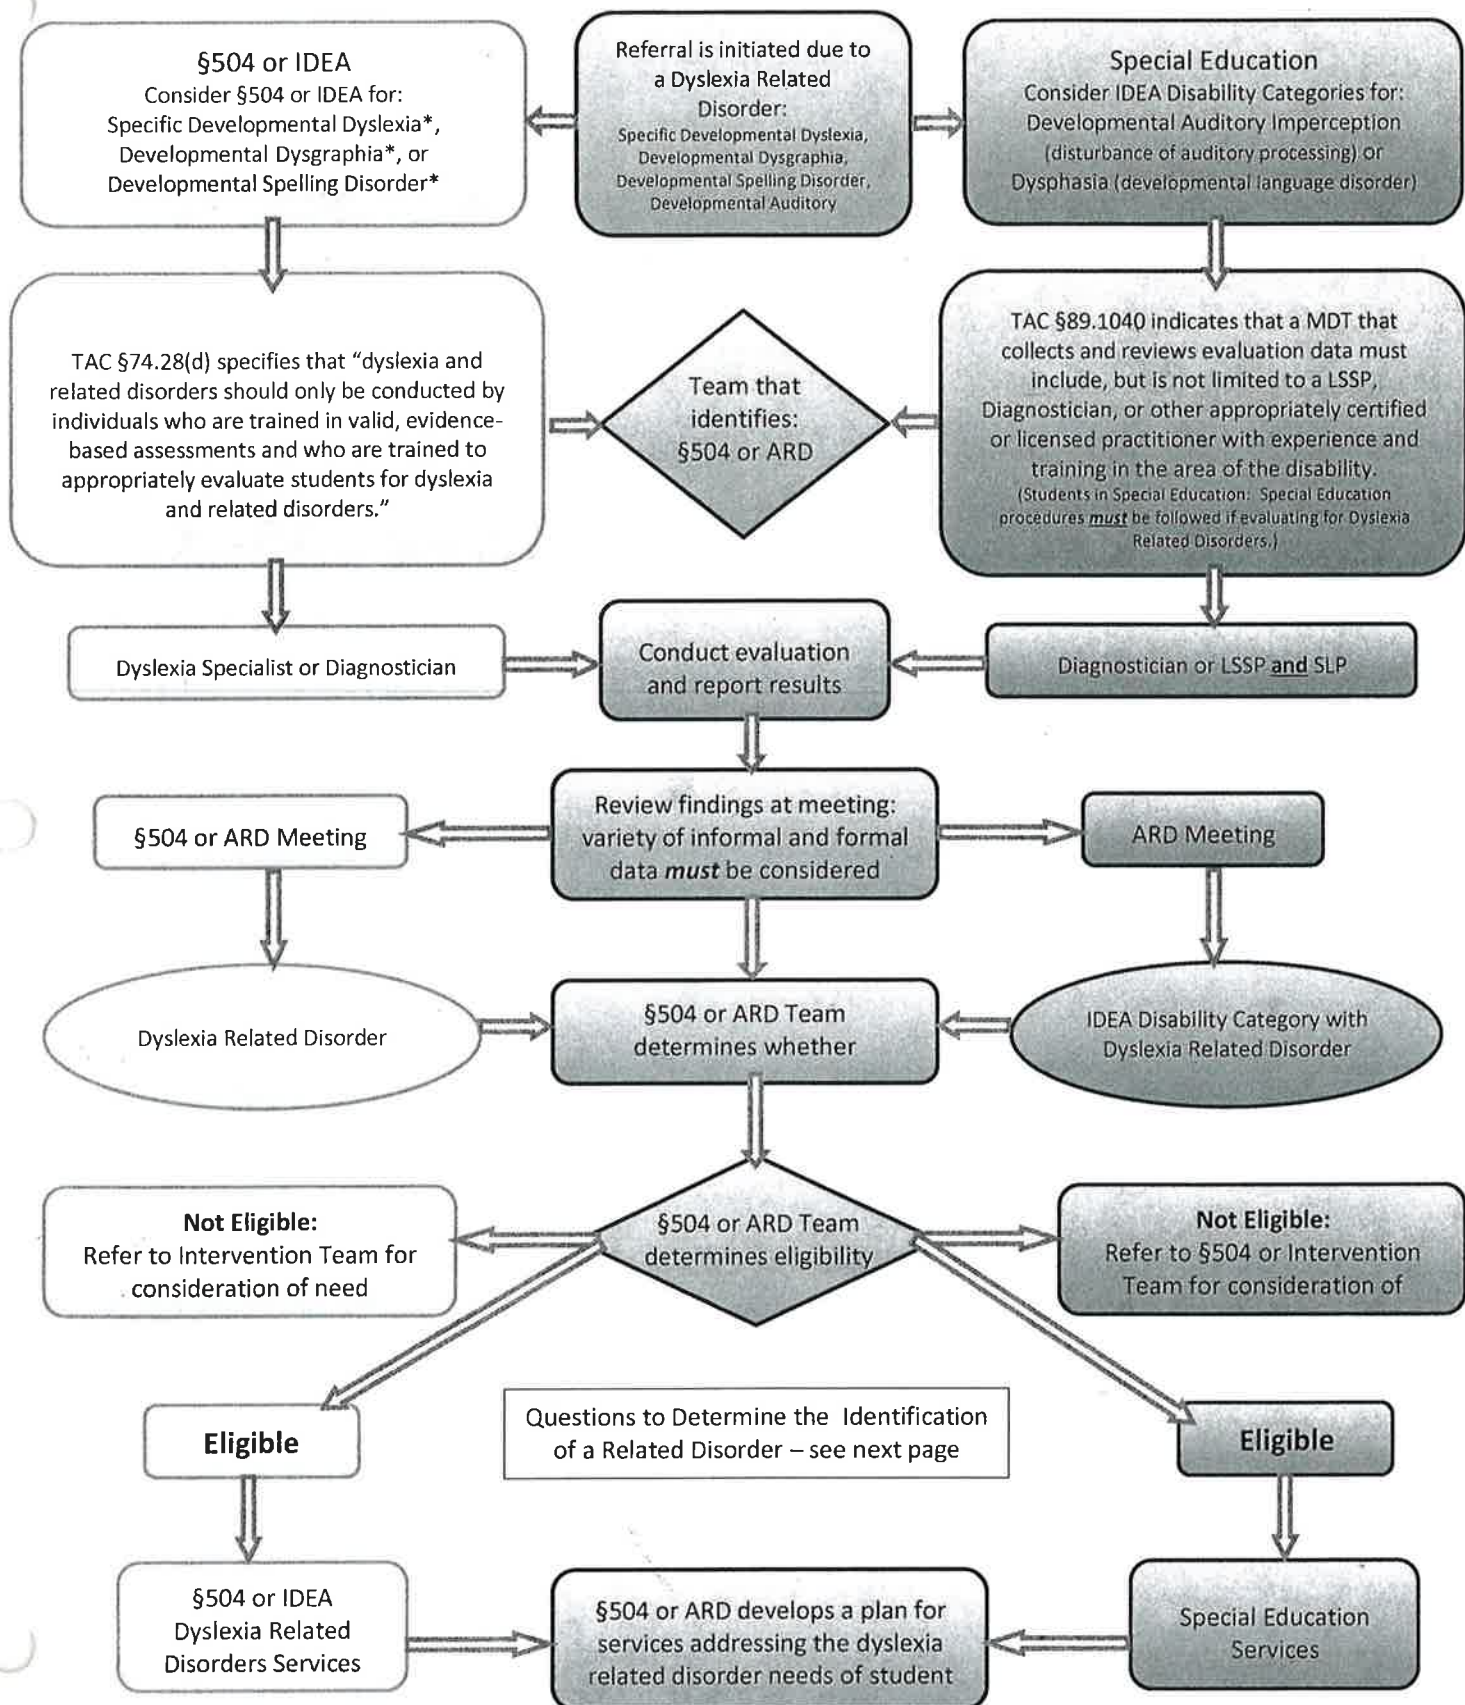 §504 or IDEA
Consider §504 or IDEA for:
Specific Developmental Dyslexia*,
Developmental Dysgraphia*, or
Developmental Spelling Disorder*
Referral is initiated due to
a Dyslexia Related
Disorder:
Specific Developmental Dyslexia,
Developmental Dysgraphia,
Developmental Spelling Disorder,
Developmental Auditory
Special Education
Consider IDEA Disability Categories for:
Developmental Auditory Imperception
(disturbance of auditory processing) or
Dysphasia (developmental language disorder)
TAC §74.28(d) specifies that “dyslexia and
related disorders should only be conducted by
individuals who are trained in valid, evidence-
based assessments and who are trained to
appropriately evaluate students for dyslexia
and related disorders.”
Team that
identifies:
§504 or ARD
TAC §89.1040 indicates that a MDT that
collects and reviews evaluation data must
include, but is not limited to a LSSP,
Diagnostician, or other appropriately certified
or licensed practitioner with experience and
training in the area of the disability.
(Students in Special Education: Special Education
procedures must be followed if evaluating for Dyslexia
Related Disorders.)
Dyslexia Specialist or Diagnostician
Conduct evaluation
and report results
Diagnostician or LSSP and SLP
§504 or ARD Meeting
Review findings at meeting:
variety of informal and formal
data must be considered
ARD Meeting
Dyslexia Related Disorder
§504 or ARD Team
determines whether
IDEA Disability Category with
Dyslexia Related Disorder
Not Eligible:
Refer to Intervention Team for
consideration of need
§504 or ARD Team
determines eligibility
Not Eligible:
Refer to §504 or Intervention
Team for consideration of
Eligible
Questions to Determine the Identification
of a Related Disorder – see next page
Eligible
§504 or IDEA
Dyslexia Related
Disorders Services
§504 or ARD develops a plan for
services addressing the dyslexia
related disorder needs of student
Special Education
Services